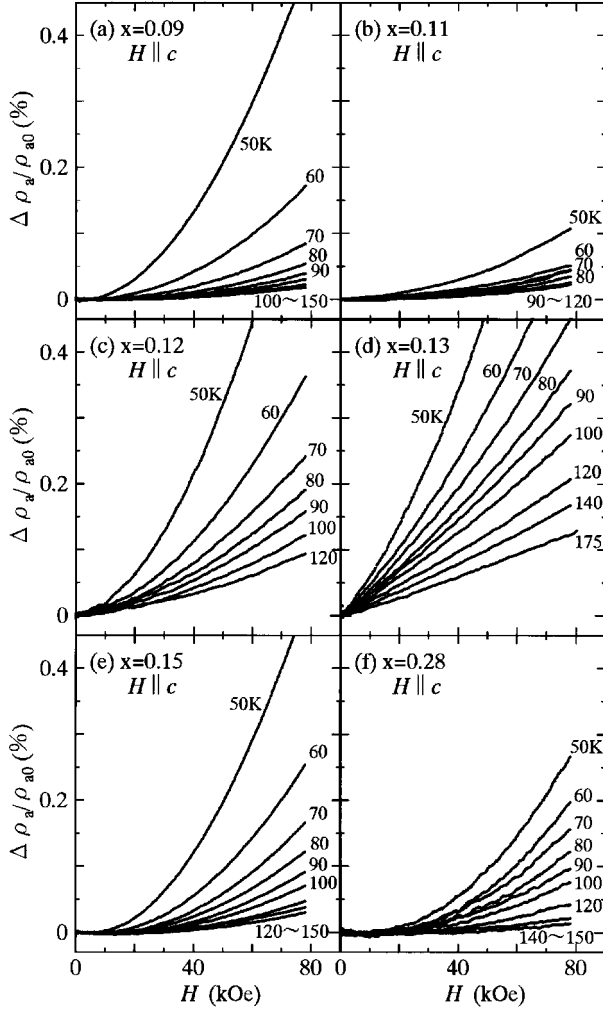 (a) x=0.09
H || c
0.4
0.2
0
Δ ρa/ρa0 (%)
50K
60
70
80
90
100～150
(b) x=0.11
H || c
50K
60
70
80
90～120
(c) x=0.12
H || c
0.4
0.2
0
Δ ρa/ρa0 (%)
50K
60
70
80
90
100
120
(d) x=0.13
H || c
50K
60
70
80
90
100
120
140
175
(e) x=0.15
H || c
0.4
0.2
0
Δ ρa/ρa0 (%)
50K
60
70
80
90
100
120～150
(f) x=0.28
H || c
50K
60
70
80
90
100
120
140～150
0 40 80
0 40 80
H (kOe)
H (kOe)